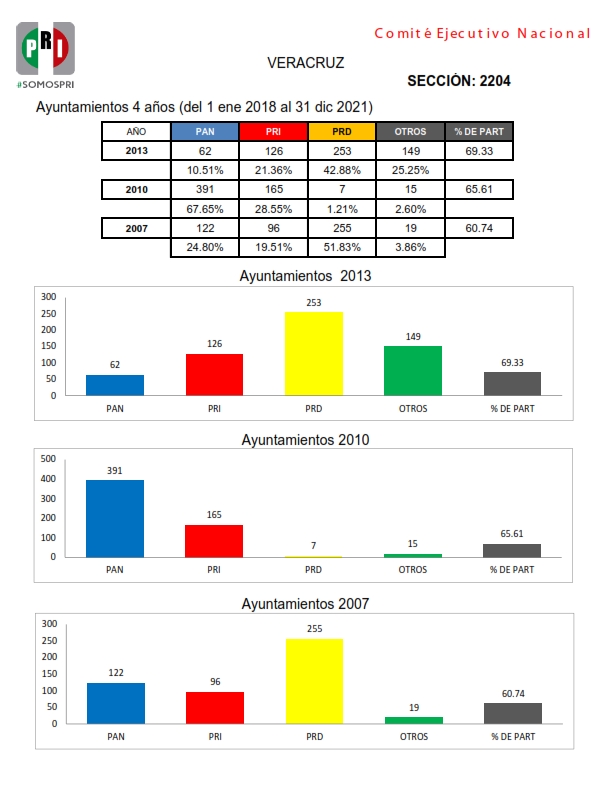 Comité Ejecutivo Nacional
PRI
#SOMOSPRI
VERACRUZ
SECCIÓN: 2204
Ayuntamientos 4 años (del 1 ene 2018 al 31 dic 2021)
AÑO PAN PRI PRD OTROS % DE PART
2013 62 126 253 149 69.33
10.51% 21.36% 42.88% 25.25%
2010 391 165 7 15 65.61
67.65% 28.55% 1.21% 2.60%
2007 122 96 255 19 60.74
24.80% 19.51% 51.83% 3.86%
Ayuntamientos 2013
300
250
200
150
100
50
0
62 126 253 149 69.33
PAN PRI PRD OTROS % DE PART
Ayuntamientos 2010
500
400
300
200
100
0
391 165 7 15 65.61
PAN PRI PRD OTROS % DE PART
Ayuntamientos 2007
300
250
200
150
100
50
0
122 96 255 19 60.74
PAN PRI PRD OTROS % DE PART